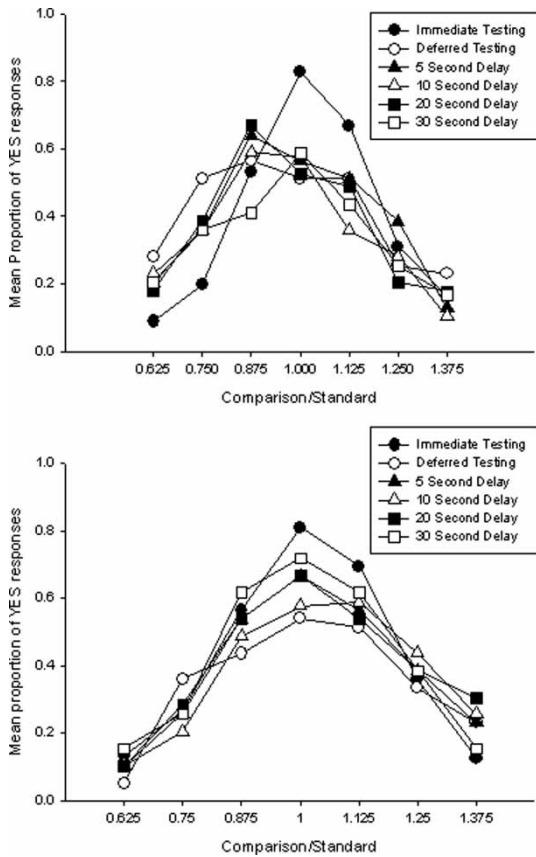 Mean Proportion of YES responses
1.0
0.8
0.6
0.4
0.2
0.0
Immediate Testing
Deferred Testing
5 Second Delay
10 Second Delay
20 Second Delay
30 Second Delay
0.625 0.750 0.875 1.000 1.125 1.250 1.375
Comparison/Standard
Mean proportion of YES responses
1.0
0.8
0.6
0.4
0.2
0.0
Immediate Testing
Deferred Testing
5 Second Delay
10 Second Delay
20 Second Delay
30 Second Delay
0.625 0.75 0.875 1 1.125 1.25 1.375
Comparison/Standard